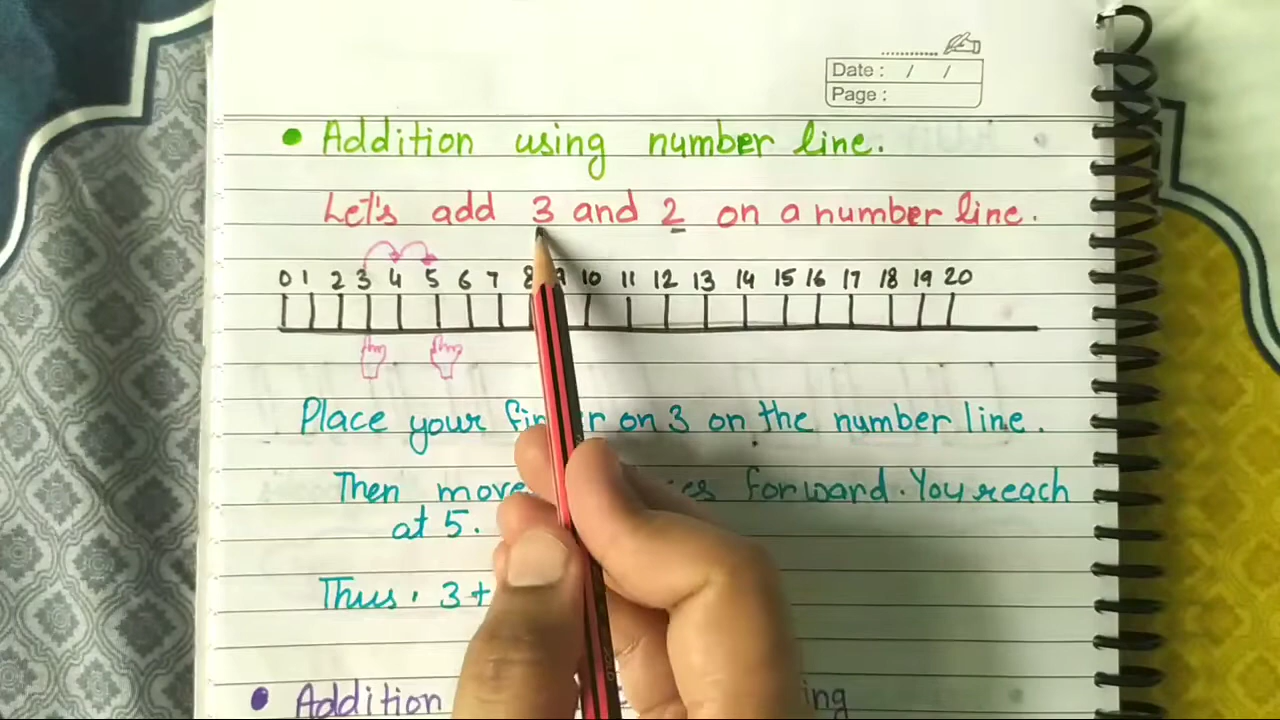 Date : / /
Page :
Addition using number line.
Let's add 3 and 2 on a number line.
0 1 2 3 4 5 6 7 8 9 10 11 12 13 14 15 16 17 18 19 20
Place your on 3 on the number line.
Then move forward. You reach
at 5.
Thus, 3 +
Addition